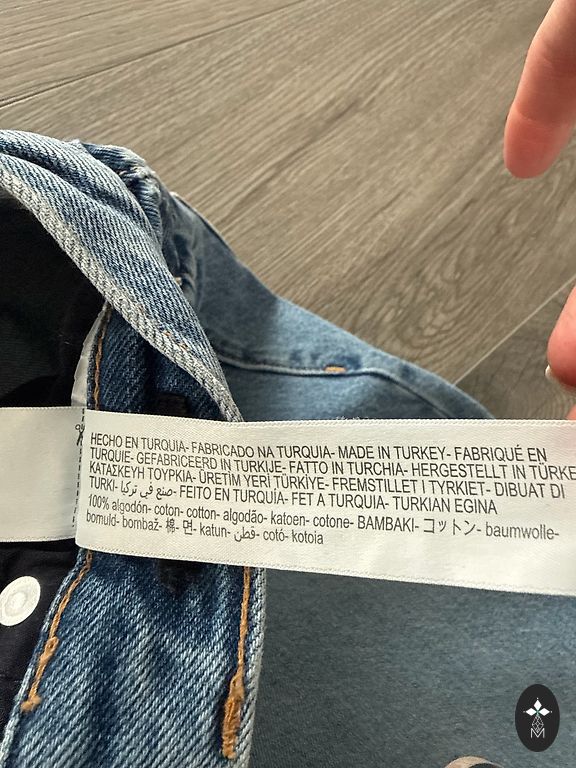 HECHO EN TURQUIA- FABRICADO NA TURQUIA- MADE IN TURKEY- FABRIQUÉ EN
TURQUIE- GEFABRICEERD IN TURKIJE- FATTO IN TURCHIA- HERGESTELLT IN TÜRKE
ΚΑΤΑΣΚΕΥΗ ΤΟΥΡΚΙΑ- ÜRETİM YERİ TÜRKİYE- FREMSTILLET I TYRKIET- DIBUAT DI
TURKI- صنع في تركيا- FEITO EN TURQUÍA- FET A TURQUIA- TURKIAN EGINA
100% algodón- coton- cotton- algodão- katoen- cotone- ΒΑΜΒΑΚΙ- コットン- baumwolle-
bomuld- bombaž- 棉- 면- katun- قطن- cotó- kotoia
M